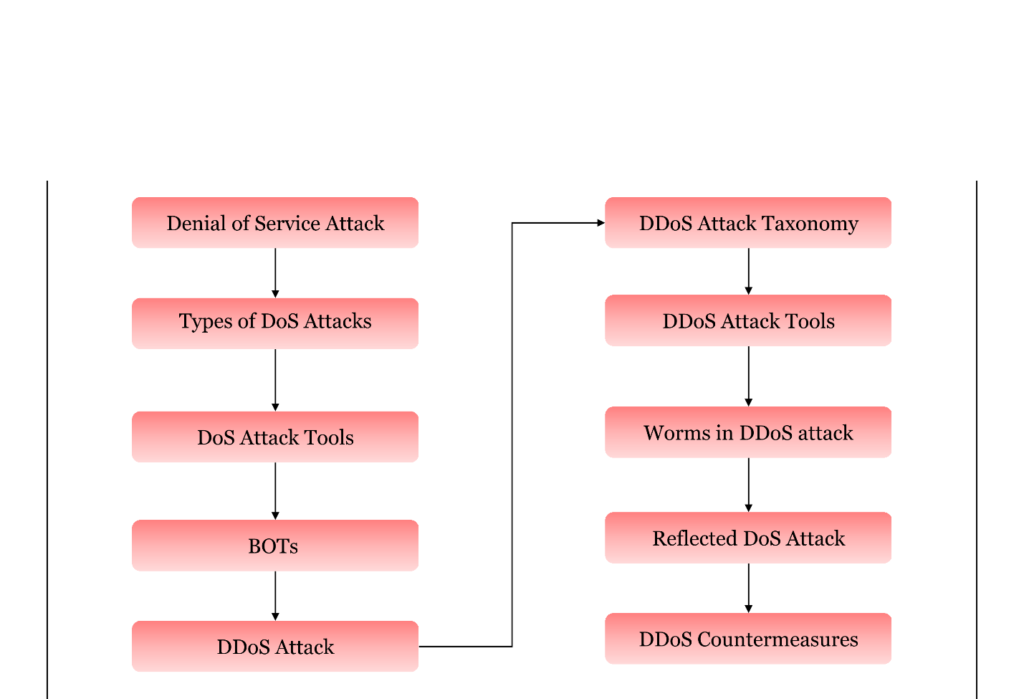 Denial of Service Attack
Types of DoS Attacks
DoS Attack Tools
BOTs
DDoS Attack
DDoS Attack Taxonomy
DDoS Attack Tools
Worms in DDoS attack
Reflected DoS Attack
DDoS Countermeasures